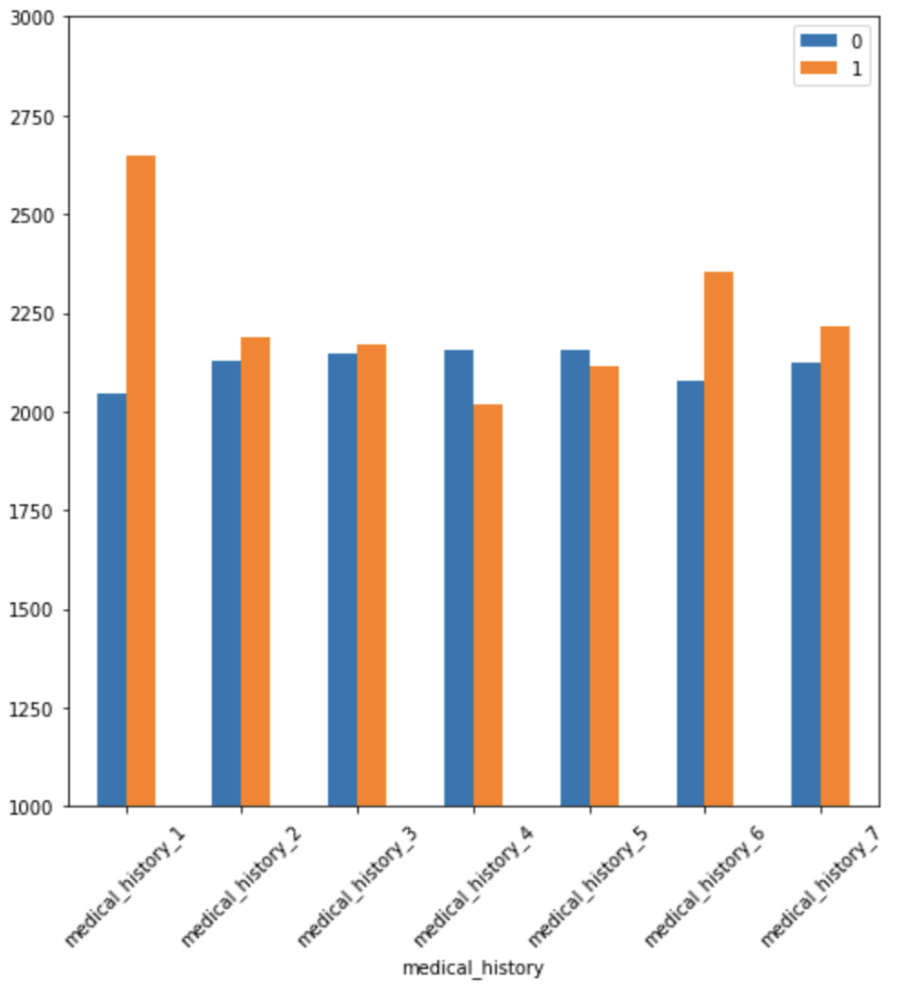 3000
2750
2500
2250
2000
1750
1500
1250
1000
0
1
medical_history_1
medical_history_2
medical_history_3
medical_history_4
medical_history_5
medical_history_6
medical_history_7
medical_history